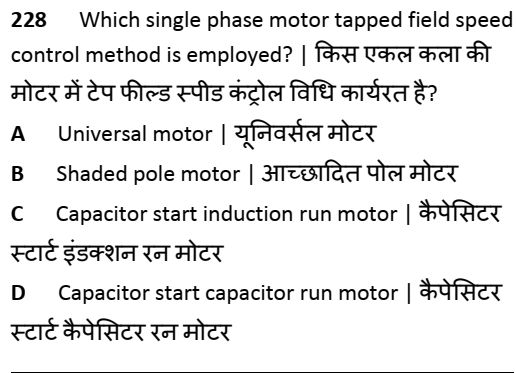 228 Which single phase motor tapped field speed
control method is employed? | किस एकल कला की
मोटर में टेप फील्ड स्पीड कंट्रोल विधि कार्यरत है?
A Universal motor | यूनिवर्सल मोटर
B Shaded pole motor | आच्छादित पोल मोटर
C Capacitor start induction run motor | कैपेसिटर
स्टार्ट इंडक्शन रन मोटर
D Capacitor start capacitor run motor | कैपेसिटर
स्टार्ट कैपेसिटर रन मोटर